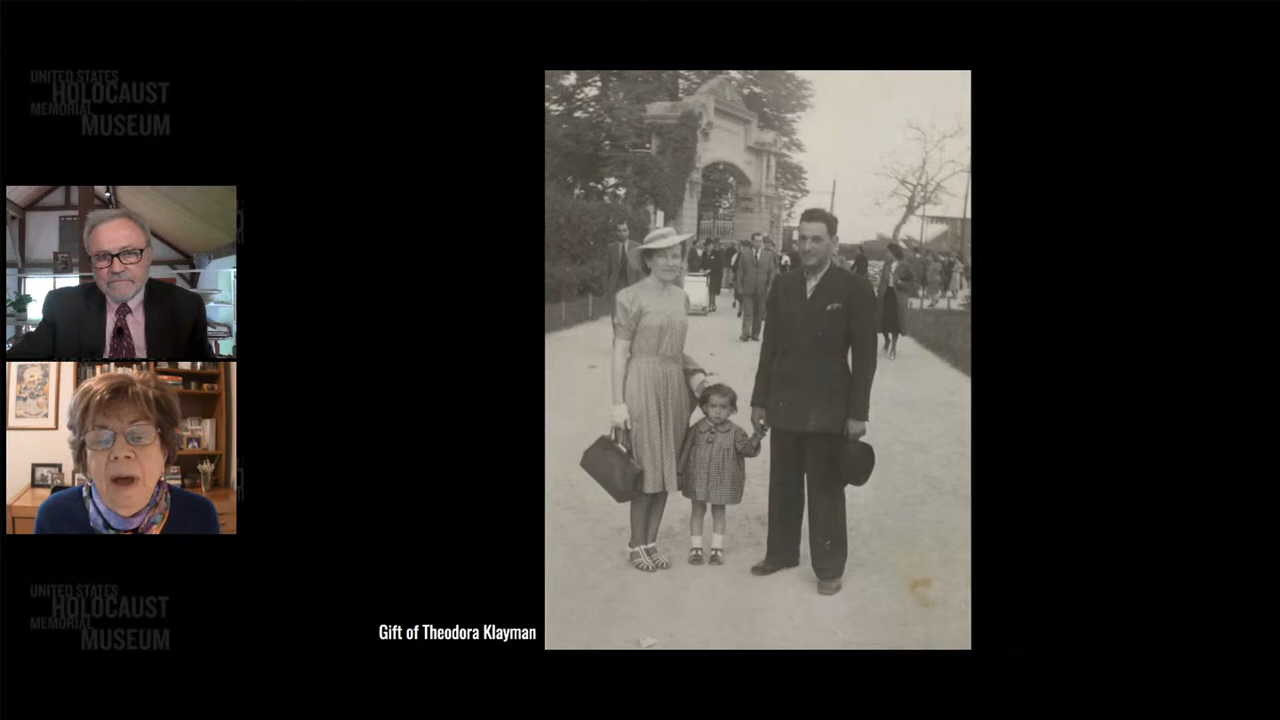 UNITED STATES
HOLOCAUST
MEMORIAL
MUSEUM
Gift of Theodora Klayman
UNITED STATES
HOLOCAUST
MEMORIAL
MUSEUM